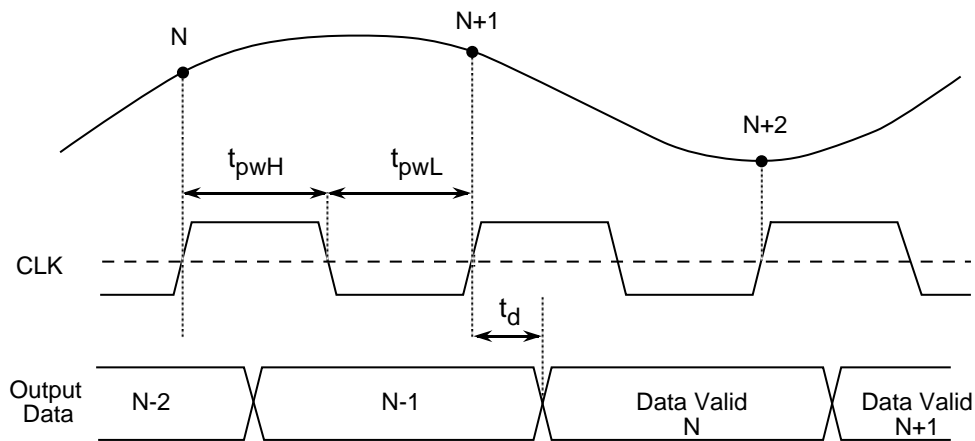 N
N+1
N+2
tpwH
tpwL
CLK
td
Output
Data
N-2
N-1
Data Valid
N
Data Valid
N+1